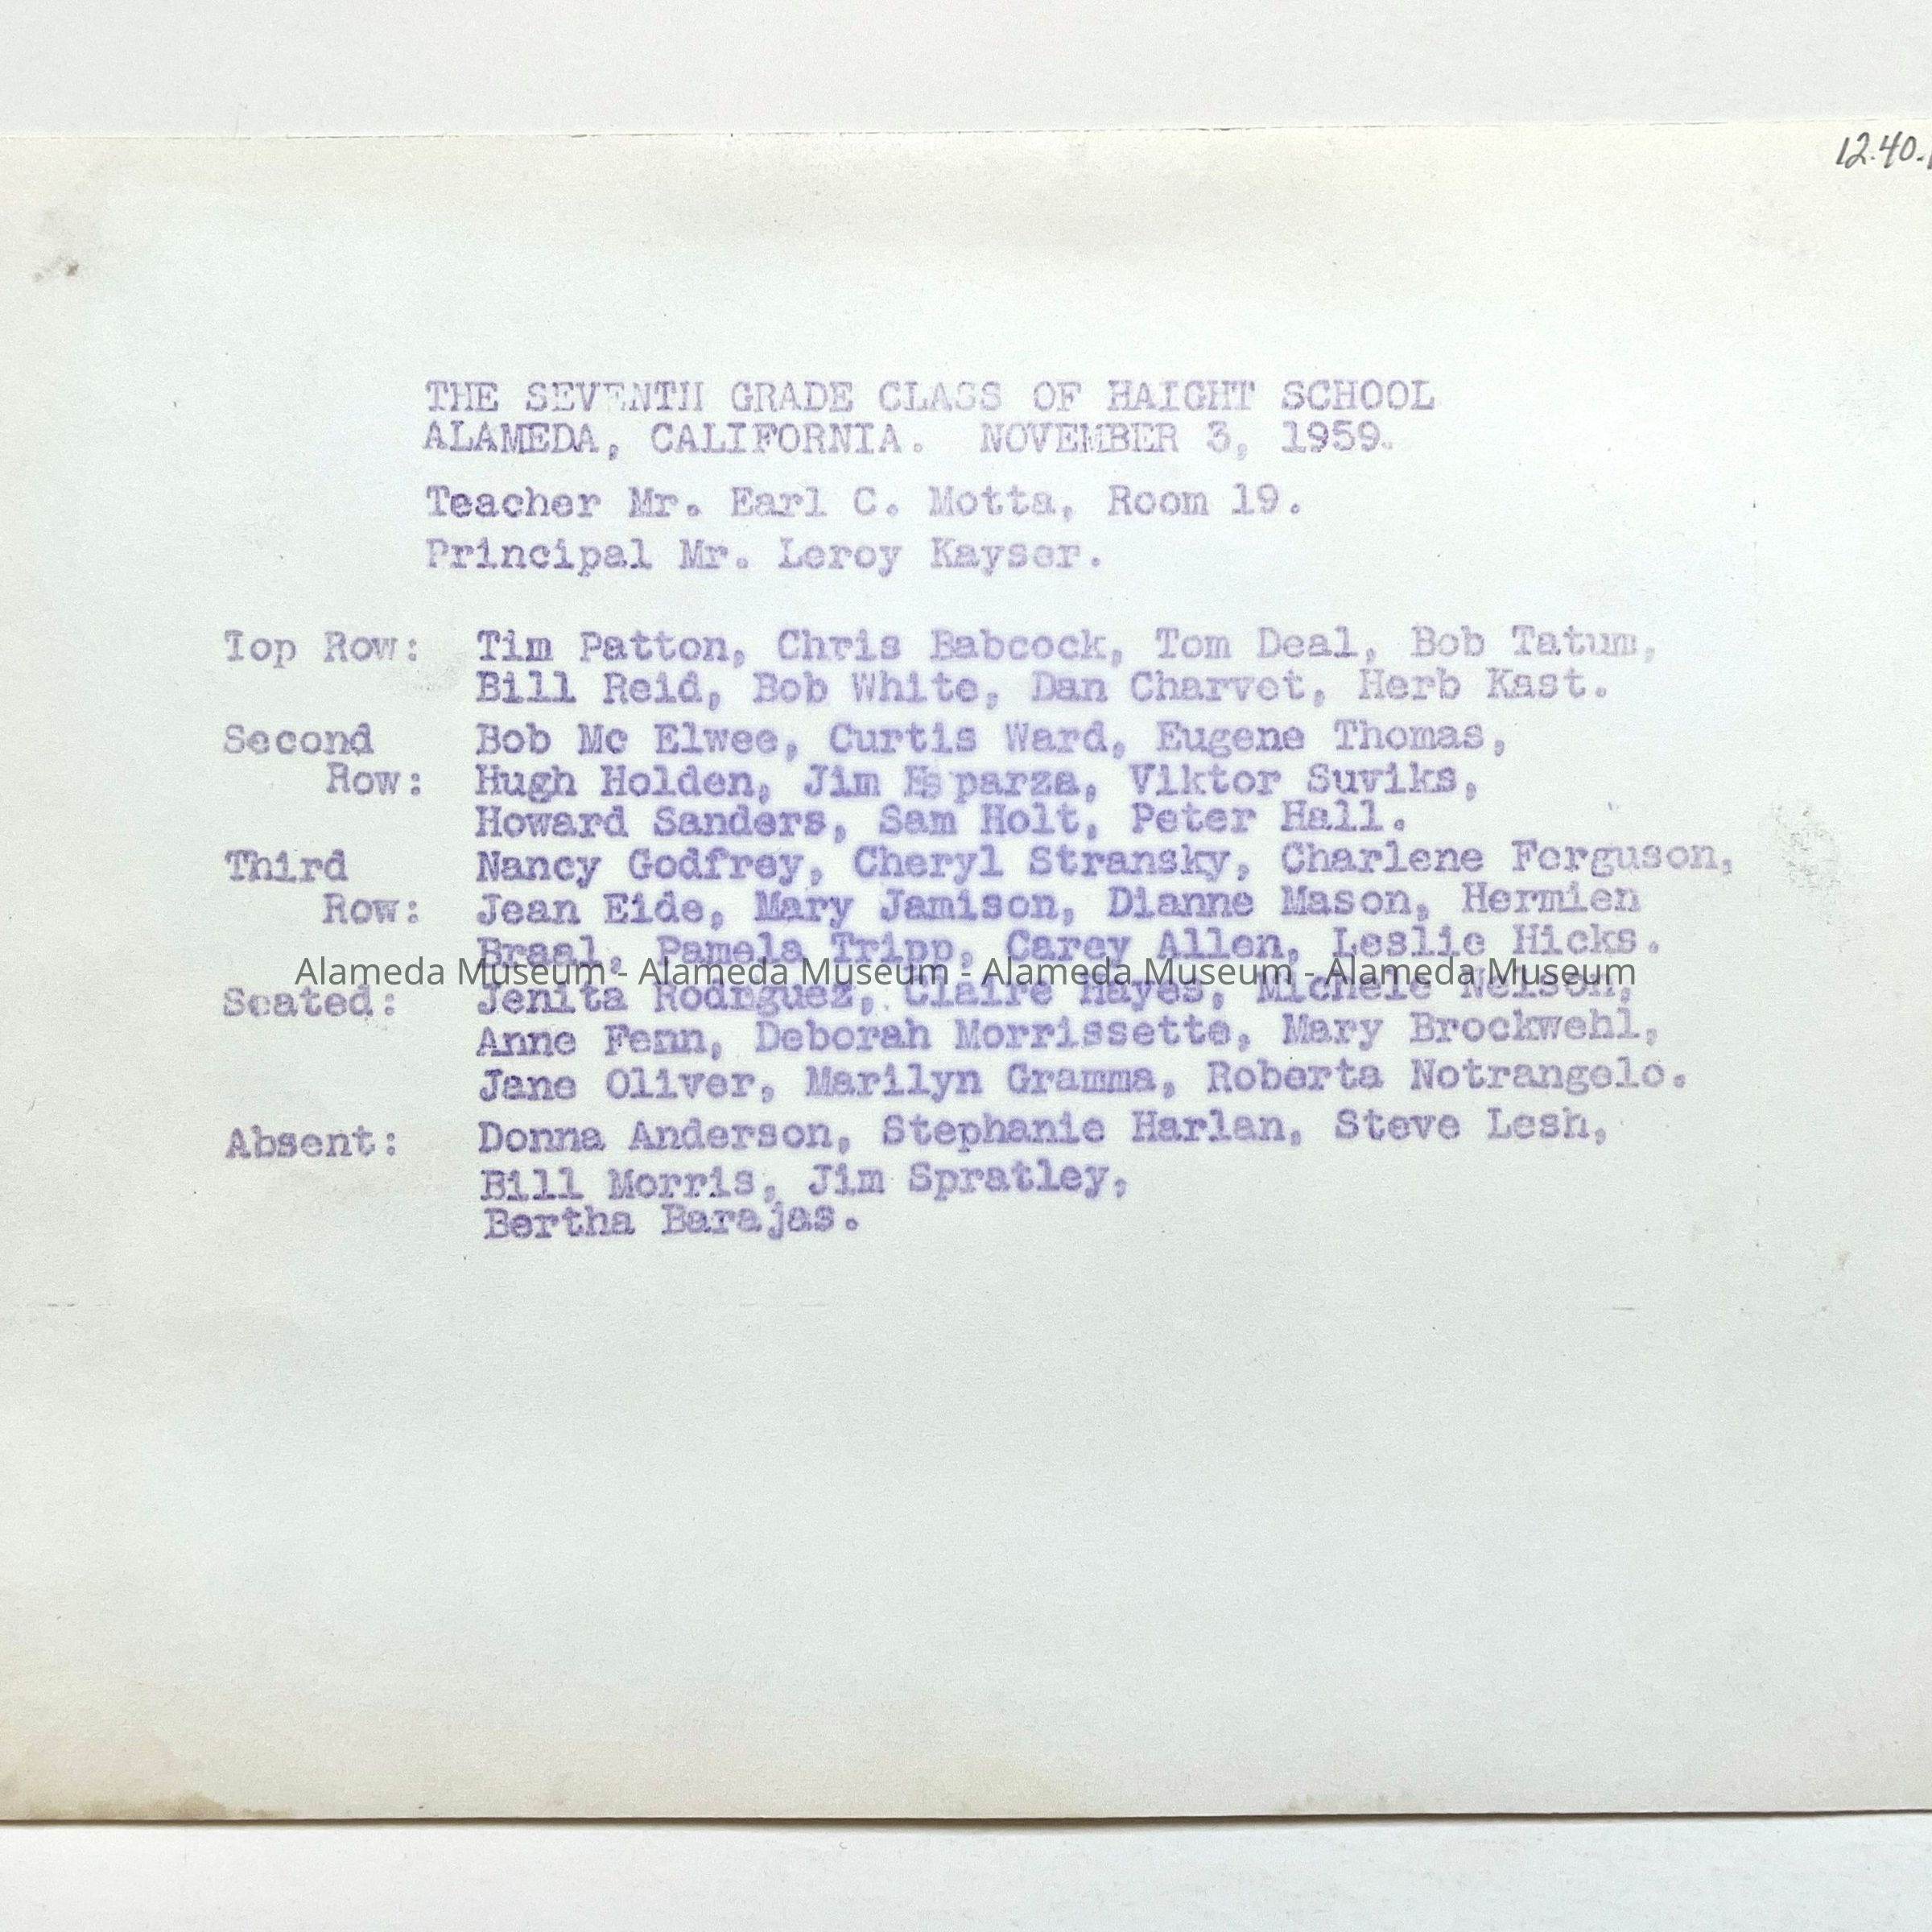 12.40.
THE SEVENTH GRADE CLASS OF HAIGHT SCHOOL
ALAMEDA, CALIFORNIA. NOVEMBER 3, 1959.
Teacher Mr. Earl C. Motta, Room 19.
Principal Mr. Leroy Kayser.
Top Row: Tim Patton, Chris Babcock, Tom Deal, Bob Tatum,
Bill Reid, Bob White, Dan Charvet, Herb Kast.
Second Bob Mc Elwee, Curtis Ward, Eugene Thomas,
Row: Hugh Holden, Jim Esparza, Viktor Suviks,
Howard Sanders, Sam Holt, Peter Hall.
Third Nancy Godfrey, Cheryl Stransky, Charlene Ferguson,
Row: Jean Eide, Mary Jamison, Dianne Mason, Hermien
Braal, Pamela Tripp, Carey Allen, Leslie Hicks.
Alameda Museum - Alameda Museum - Alameda Museum - Alameda Museum
Seated: Jenita Rodriguez, Claire Hayes, Michele Nelson,
Anne Fenn, Deborah Morrissette, Mary Brockwehl,
Jane Oliver, Marilyn Gramma, Roberta Notrangelo.
Absent: Donna Anderson, Stephanie Harlan, Steve Lesh,
Bill Morris, Jim Spratley,
Bertha Barajas.